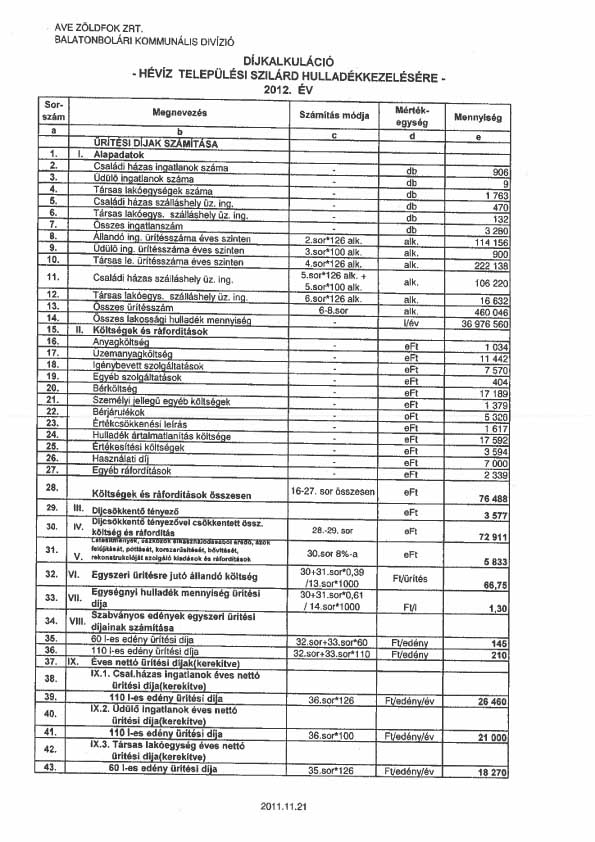 AVE ZÖLDFOK ZRT.
BALATONBOLÁRI KOMMUNÁLIS DIVÍZIÓ
DÍJKALKULÁCIÓ
- HÉVÍZ TELEPÜLÉSI SZILÁRD HULLADÉKKEZELÉSÉRE -
2012. ÉV
Sor-szám Megnevezés Számítás módja Mérték-egység Mennyiség
a b c d e
ÜRÍTÉSI DÍJAK SZÁMÍTÁSA
1. I. Alapadatok
2. Családi házas ingatlanok száma - db 906
3. Üdülő ingatlanok száma - db 9
4. Társas lakóegységek száma - db 1 763
5. Családi házas szálláshely üz. ing. - db 470
6. Társas lakóegys. szálláshely üz. ing. - db 132
7. Összes ingatlanszám - db 3 280
8. Állandó ing. ürítésszáma éves szinten 2.sor*126 alk. alk. 114 156
9. Üdülő ing. ürítésszáma éves szinten 3.sor*100 alk. alk. 900
10. Társas le. ürítésszáma éves szinten 4.sor*126 alk. alk. 222 138
11. Családi házas szálláshely üz. ing. 5.sor*126 alk. + 5.sor*100 alk. alk. 106 220
12. Társas lakóegys. szálláshely üz. ing. 6.sor*126 alk. alk. 16 632
13. Összes ürítésszám 6-8.sor alk. 460 046
14. Összes lakossági hulladék mennyiség - l/év 36 976 560
15. II. Költségek és ráfordítások
16. Anyagköltség - eFt 1 034
17. Üzemanyagköltség - eFt 11 442
18. Igénybevett szolgáltatások - eFt 7 570
19. Egyéb szolgáltatások - eFt 404
20. Bérköltség - eFt 17 189
21. Személyi jellegű egyéb költségek - eFt 1 379
22. Bérjárulékok - eFt 5 328
23. Értékcsökkenési leírás - eFt 1 617
24. Hulladék ártalmatlanítás költsége - eFt 17 592
25. Értékesítési költségek - eFt 3 594
26. Használati díj - eFt 7 000
27. Egyéb ráfordítások - eFt 2 339
28. Költségek és ráfordítások összesen 16-27. sor összesen eFt 76 488
29. III. Díjcsökkentő tényező eFt 3 577
30. IV. Díjcsökkentő tényezővel csökkentett össz.
költség és ráfordítás 28.-29. sor eFt 72 911
31. V. Létesítmények, eszközök elhasználódásából eredő, azok
felújítását, pótlását, korszerűsítését, bővítését,
rekonstrukcióját szolgáló kiadások és ráfordítások 30.sor 8%-a eFt 5 833
32. VI. Egyszeri ürítésre jutó állandó költség 30+31.sor*0,39 /13.sor*1000 Ft/ürítés 66,75
33. VII. Egységnyi hulladék mennyiség ürítési
díja 30+31.sor*0,61 / 14.sor*1000 Ft/l 1,30
34. VIII. Szabványos edények egyszeri ürítési
díjainak számítása
35. 60 l-es edény ürítési díja 32.sor+33.sor*60 Ft/edény 145
36. 110 l-es edény ürítési díja 32.sor+33.sor*110 Ft/edény 210
37. IX. Éves nettó ürítési díjak(kerekítve)
38. IX.1. Csal.házas ingatlanok éves nettó
ürítési díja(kerekítve)
39. 110 l-es edény ürítési díja 36.sor*126 Ft/edény/év 26 460
40. IX.2. Üdülő ingatlanok éves nettó
ürítési díja(kerekítve)
41. 110 l-es edény ürítési díja 36.sor*100 Ft/edény/év 21 000
42. IX.3. Társas lakóegység éves nettó
ürítési díja(kerekítve)
43. 60 l-es edény ürítési díja 35.sor*126 Ft/edény/év 18 270
2011.11.21